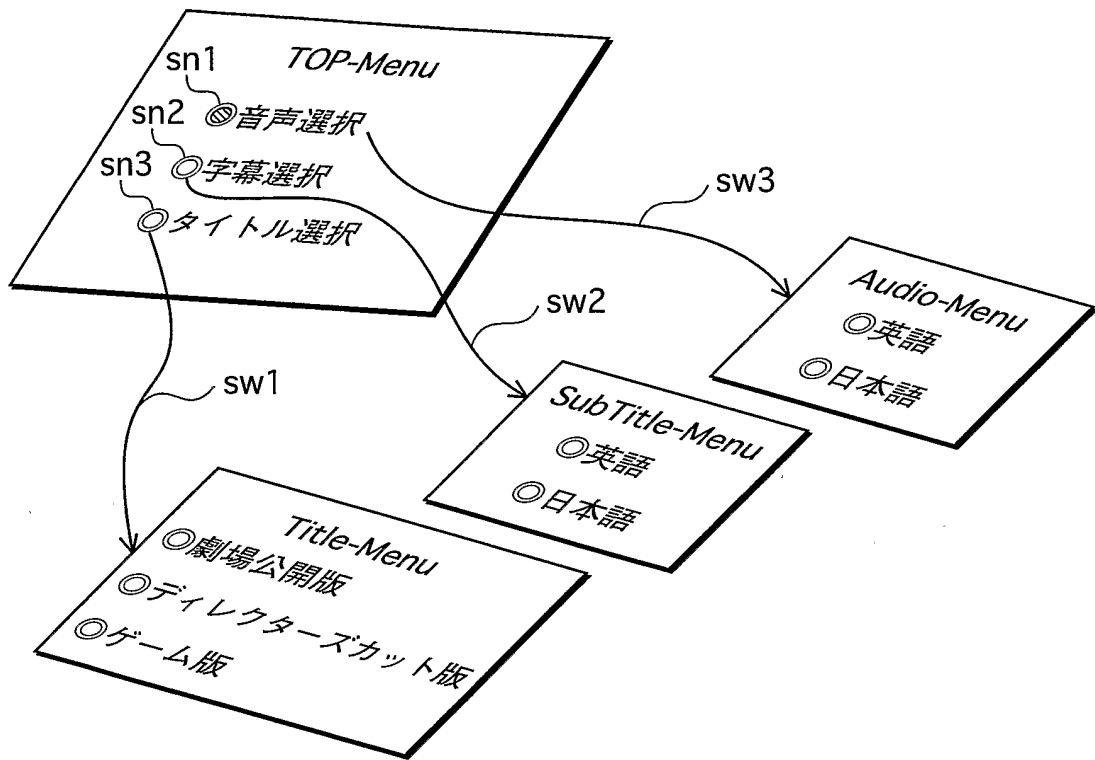 TOP-Menu
sn1
音声選択
sn2
字幕選択
sn3
タイトル選択
sw3
sw2
sw1
Audio-Menu
英語
日本語
SubTitle-Menu
英語
日本語
Title-Menu
劇場公開版
ディレクターズカット版
ゲーム版